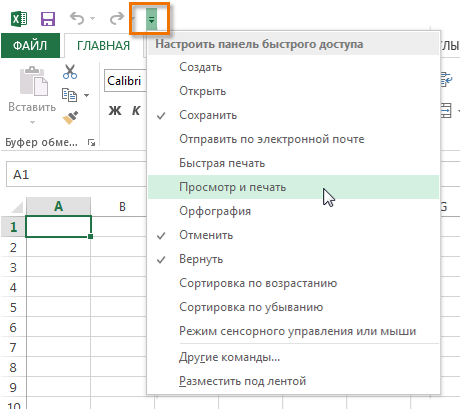 ФАЙЛ ГЛАВНАЯ
Настроить панель быстрого доступа
Создать
Открыть
Сохранить
Отправить по электронной почте
Быстрая печать
Просмотр и печать
Орфография
Отменить
Вернуть
Сортировка по возрастанию
Сортировка по убыванию
Режим сенсорного управления или мыши
Другие команды...
Разместить под лентой
Вставить
Calibri
Ж К
Буфер обме...
A1
A B G
1
2
3
4
5
6
7
8
9
10